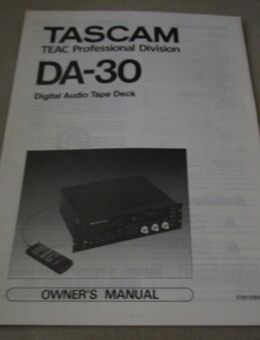 TASCAM
TEAC Professional Division
DA-30
Digital Audio Tape Deck
OWNER'S MANUAL